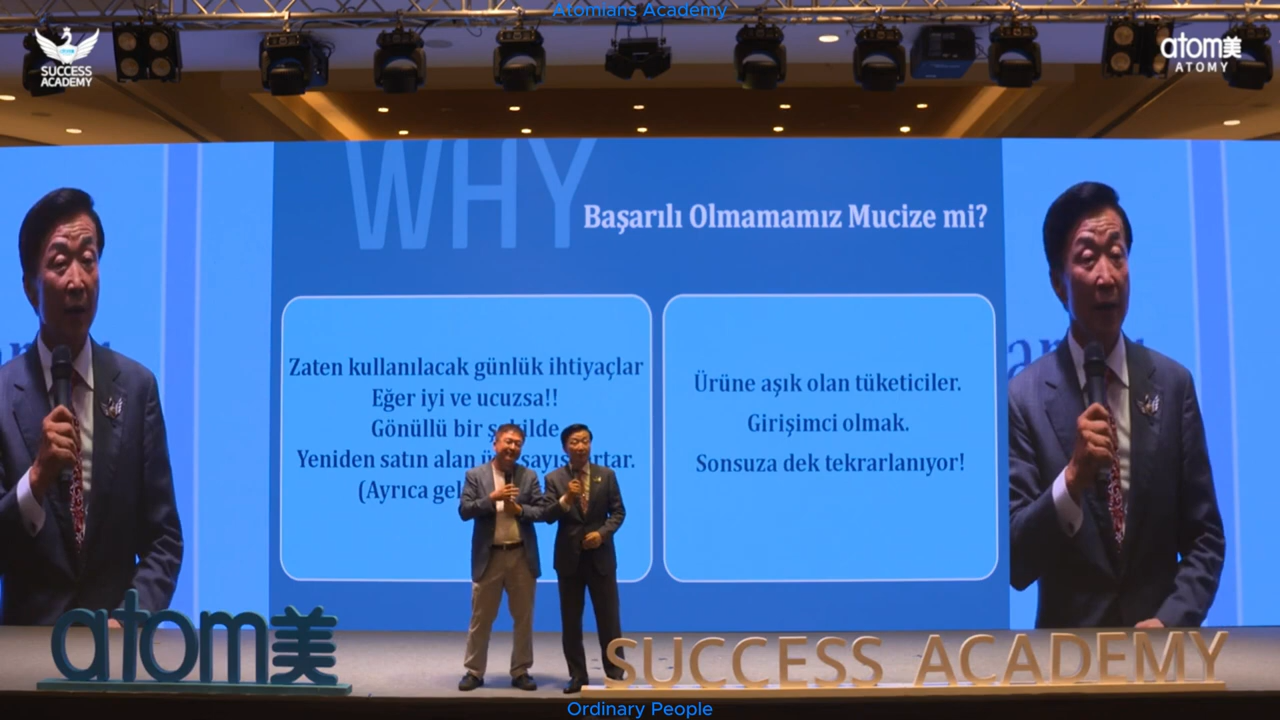 Atomians Academy
SUCCESS
ACADEMY
atom美
ATOMY
WHY
Başarılı Olmamamız Mucize mi?
Zaten kullanılacak günlük ihtiyaçlar
Eğer iyi ve ucuzsa!!
Gönüllü bir
Yeniden satın alan
(Ayrıca
Ürüne aşık olan tüketiciler.
Girişimci olmak.
Sonsuza dek tekrarlanıyor!
atom美
SUCCESS ACADEMY
Ordinary People